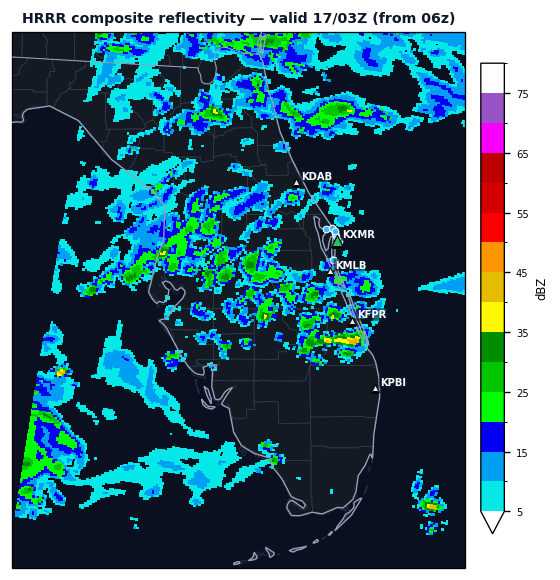 HRRR composite reflectivity — valid 17/03Z (from 06z)
75
65
55
45
35
25
15
5
dBZ
KDAB
KXMR
KMLB
KFPR
KPBI